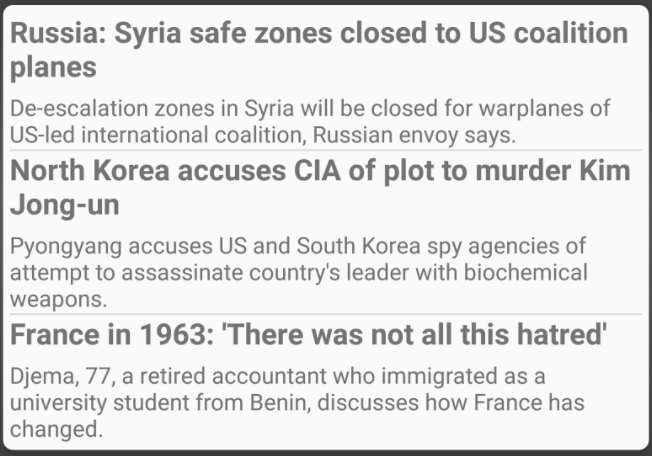 Russia: Syria safe zones closed to US coalition
planes
De-escalation zones in Syria will be closed for warplanes of
US-led international coalition, Russian envoy says.
North Korea accuses CIA of plot to murder Kim
Jong-un
Pyongyang accuses US and South Korea spy agencies of
attempt to assassinate country's leader with biochemical
weapons.
France in 1963: 'There was not all this hatred'
Djema, 77, a retired accountant who immigrated as a
university student from Benin, discusses how France has
changed.